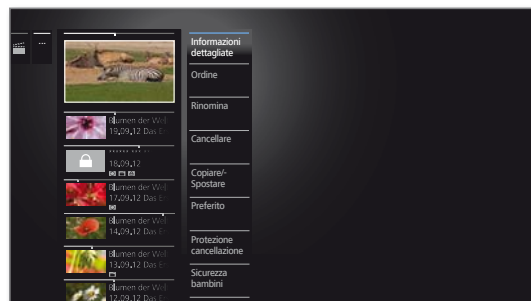 ...
Informazioni
dettagliate
Ordine
Rinomina
Cancellare
Copiare/-
Spostare
Preferito
Protezione
cancellazione
Sicurezza
bambini
Blumen der Wel
19.09.12 Das E
18.09.12
Blumen der Wel
17.09.12 Das E
Blumen der Wel
14.09.12 Das E
Blumen der Wel
13.09.12 Das E
Blumen der Wel
12.09.12 Das E